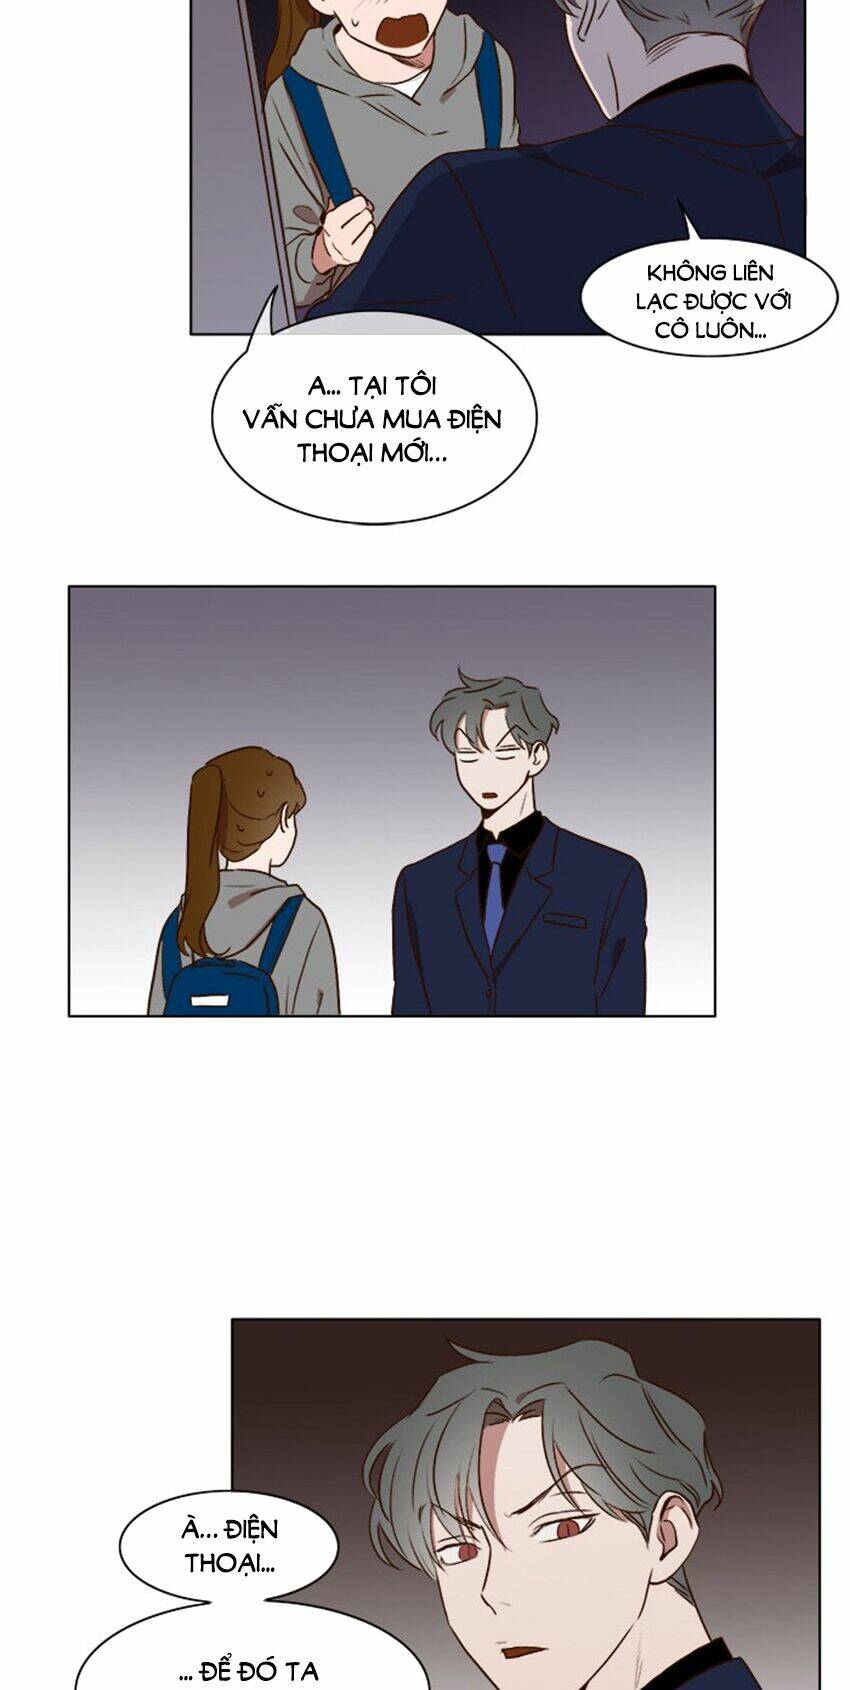 KHÔNG LIÊN
LẠC ĐƯỢC VỚI
CÔ LUÔN...
A... TẠI TÔI
VẪN CHƯA MUA ĐIỆN
THOẠI MỚI...
À... ĐIỆN
THOẠI...
... ĐỂ ĐÓ TA